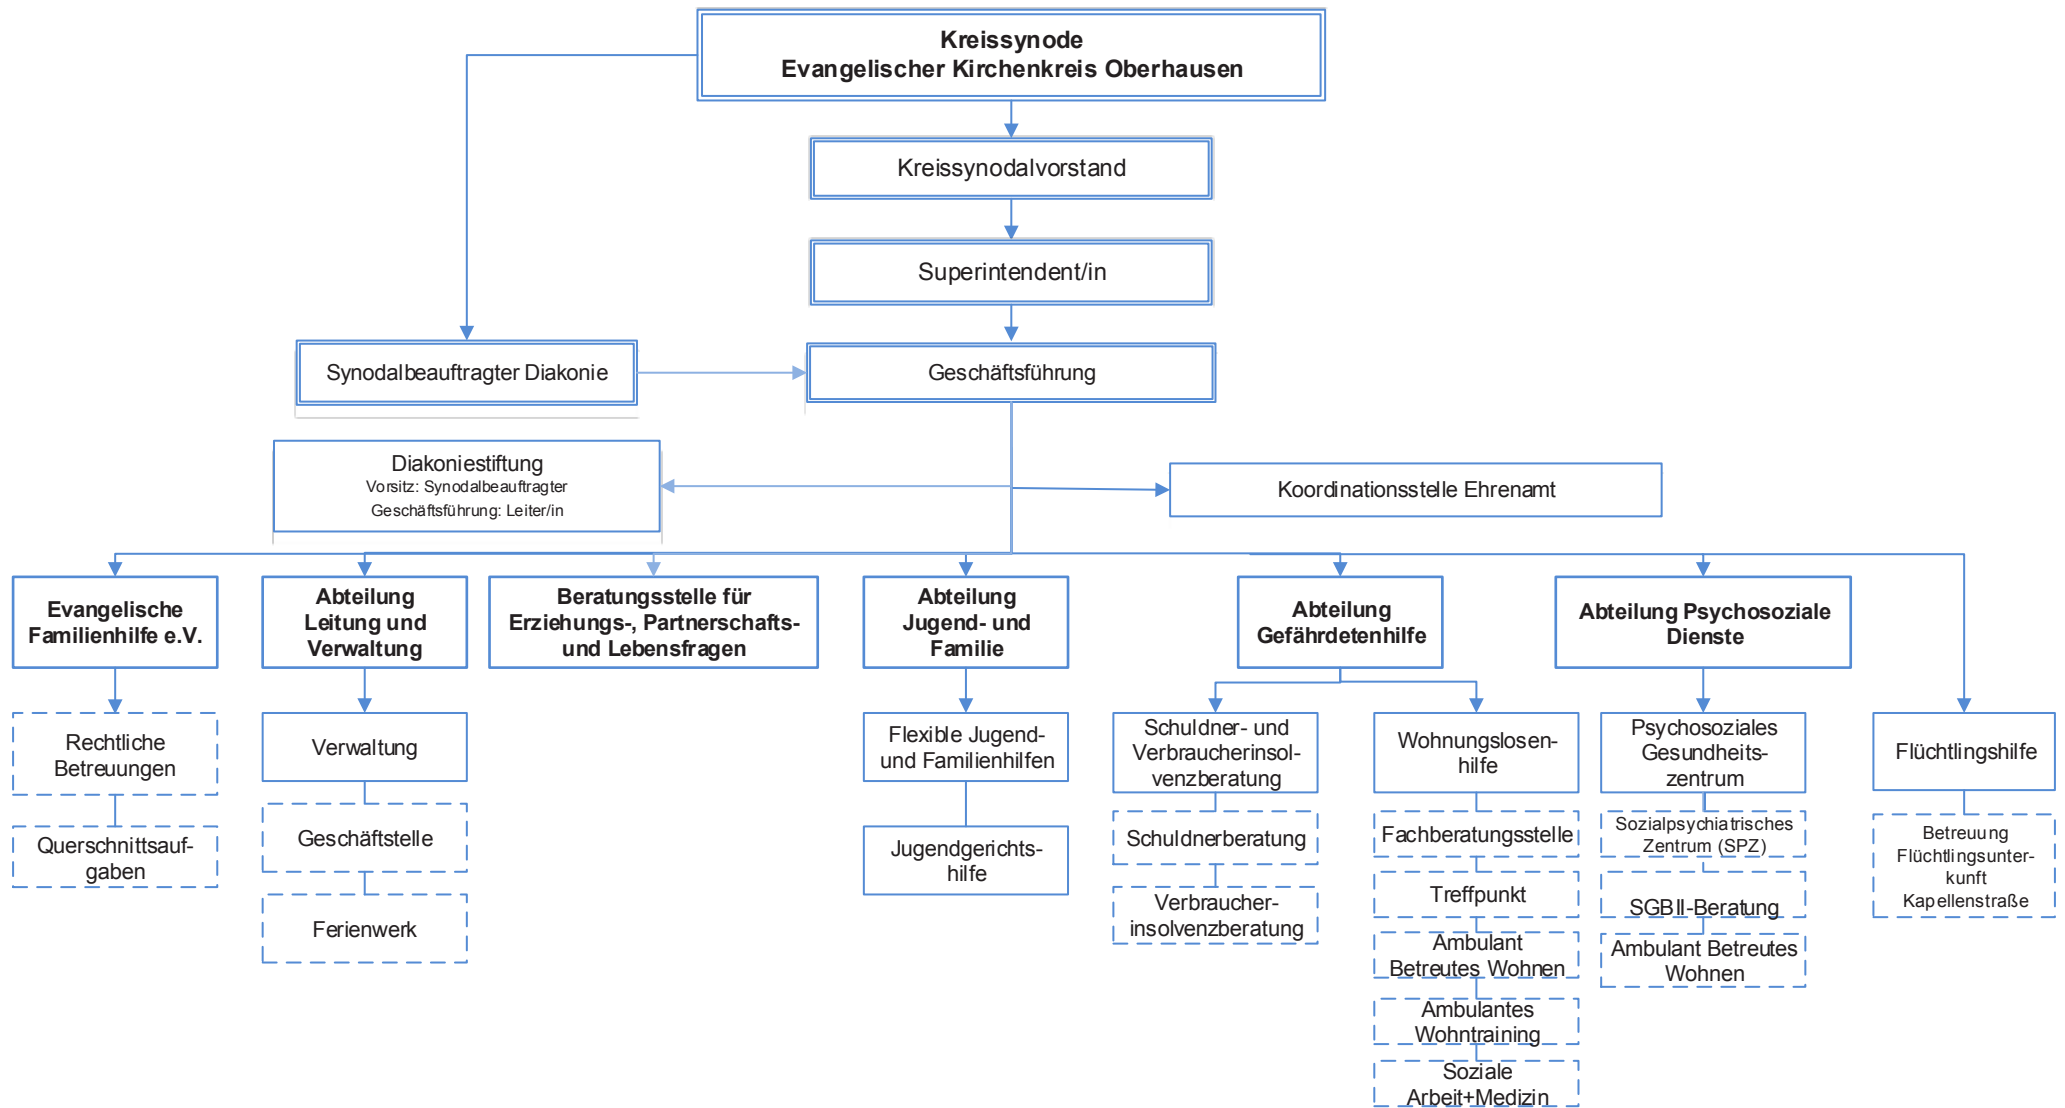 Kreissynode
Evangelischer Kirchenkreis Oberhausen
Kreissynodalvorstand
Superintendent/in
Synodalbeauftragter Diakonie
Geschäftsführung
Diakoniestiftung
Vorsitz: Synodalbeauftragter
Geschäftsführung: Leiter/in
Koordinationsstelle Ehrenamt
Evangelische
Familienhilfe e.V.
Abteilung
Leitung und
Verwaltung
Beratungsstelle für
Erziehungs-, Partnerschafts-
und Lebensfragen
Abteilung
Jugend- und
Familie
Abteilung
Gefährdetenhilfe
Abteilung Psychosoziale
Dienste
Rechtliche
Betreuungen
Querschnittsauf-
gaben
Verwaltung
Geschäftstelle
Ferienwerk
Flexible Jugend-
und Familienhilfen
Jugendgerichts-
hilfe
Schuldner- und
Verbraucherinsol-
venzberatung
Schuldnerberatung
Verbraucher-
insolvenzberatung
Wohnungslosen-
hilfe
Fachberatungsstelle
Treffpunkt
Ambulant
Betreutes Wohnen
Ambulantes
Wohntraining
Soziale
Arbeit+Medizin
Psychosoziales
Gesundheits-
zentrum
Sozialpsychiatrisches
Zentrum (SPZ)
SGBII-Beratung
Ambulant Betreutes
Wohnen
Flüchtlingshilfe
Betreuung
Flüchtlingsunter-
kunft
Kapellenstraße